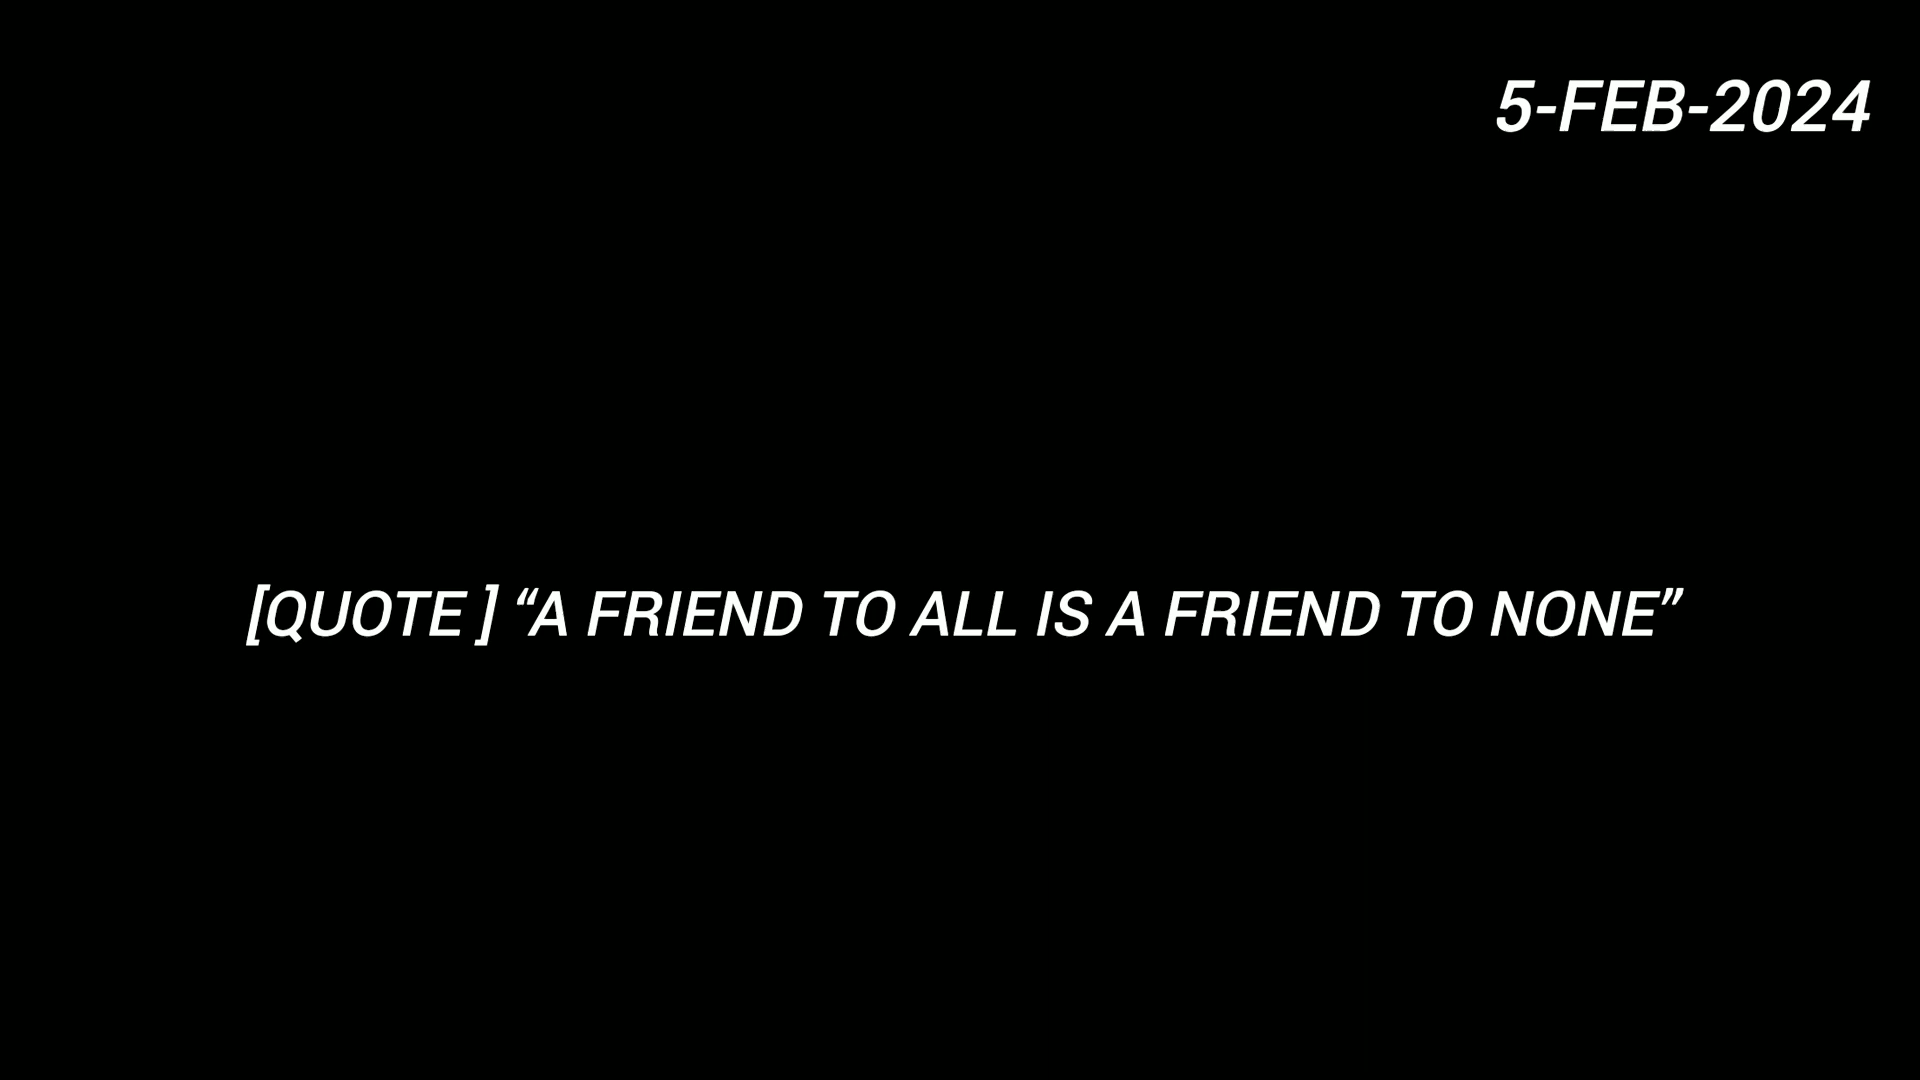 5-FEB-2024
[QUOTE ] “A FRIEND TO ALL IS A FRIEND TO NONE”